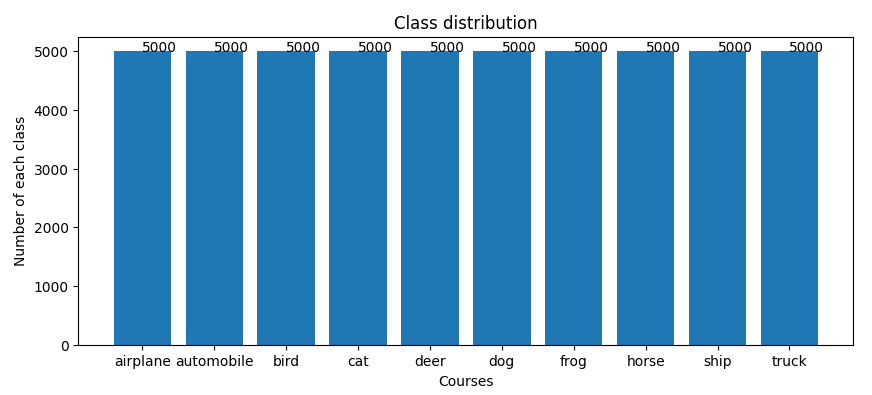 Class distribution
5000 5000 5000 5000 5000 5000 5000 5000 5000 5000
5000
4000
3000
2000
1000
0
Number of each class
airplane automobile bird cat deer dog frog horse ship truck
Courses